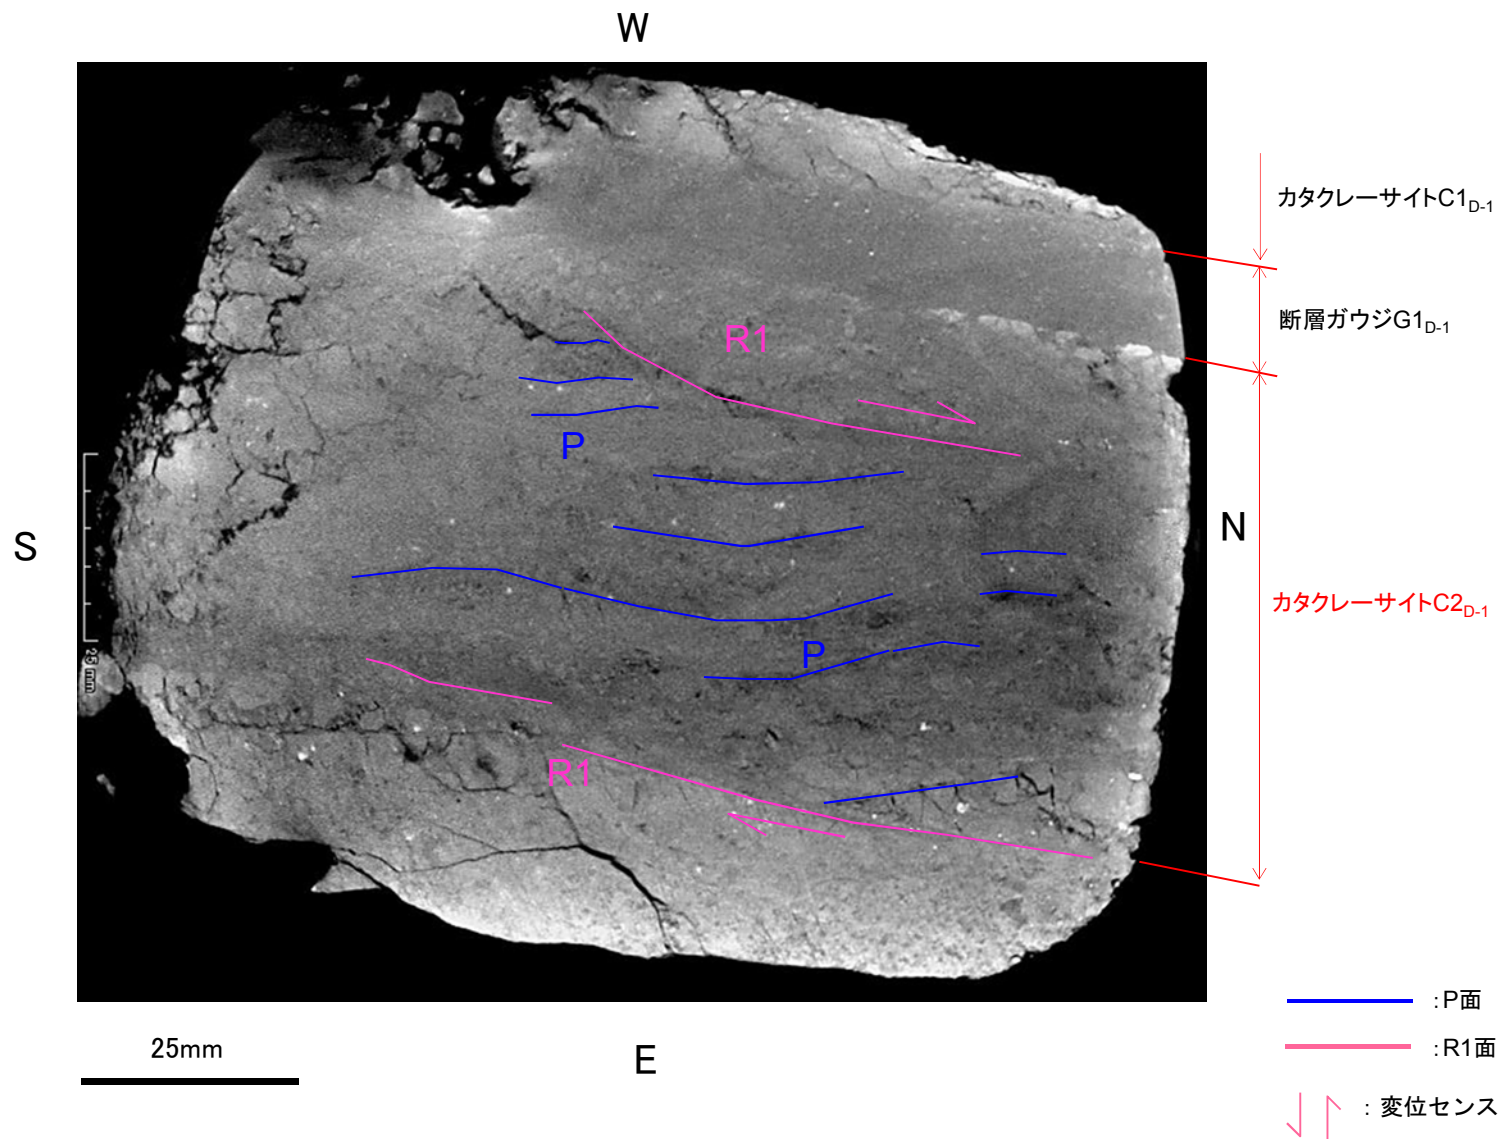 W
カタクレーサイトC1D-1
断層ガウジG1D-1
R1
P
S
N
カタクレーサイトC2D-1
25 mm
P
R1
25mm
E
：P面
：R1面
：変位センス